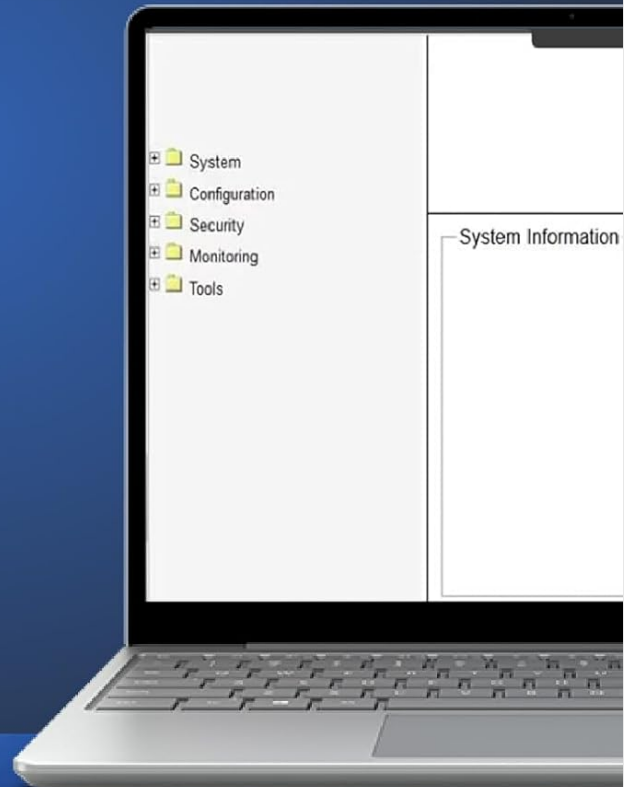 System
Configuration
Security
Monitoring
Tools
System Information